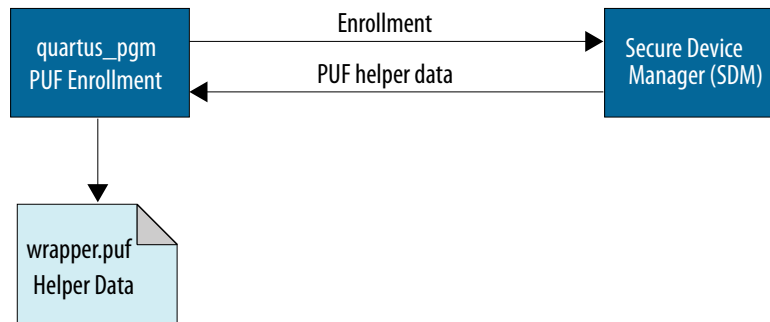 Enrollment
quartus_pgm
PUF Enrollment
Secure Device
Manager (SDM)
PUF helper data
wrapper.puf
Helper Data